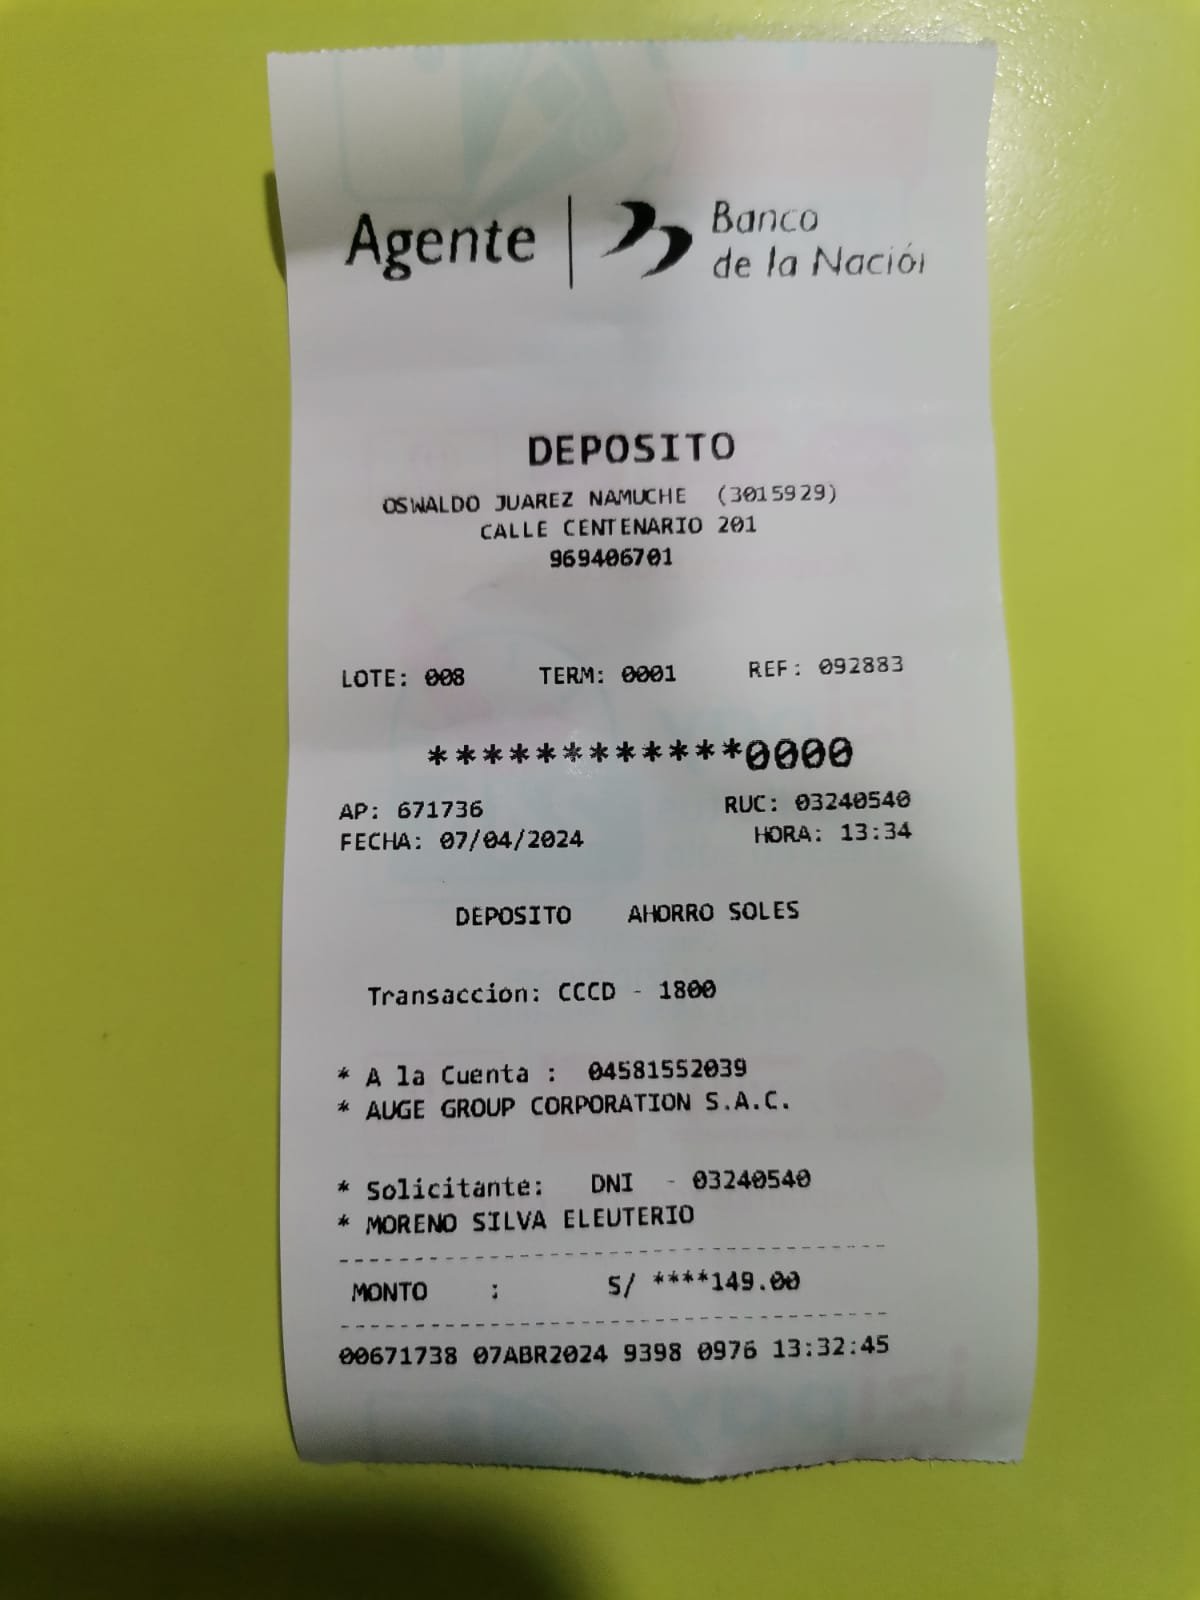 Agente | Banco
de la Nación
DEPOSITO
OSWALDO JUAREZ NAMUCHE (3015929)
CALLE CENTENARIO 201
969406701
LOTE: 008 TERM: 0001 REF: 092883
************0000
AP: 671736 RUC: 03240540
FECHA: 07/04/2024 HORA: 13:34
DEPOSITO AHORRO SOLES
Transaccion: CCCD - 1800
* A la Cuenta : 04581552039
* AUGE GROUP CORPORATION S.A.C.
* Solicitante: DNI - 03240540
* MORENO SILVA ELEUTERIO
MONTO : S/ ****149.00
00671738 07ABR2024 9398 0976 13:32:45